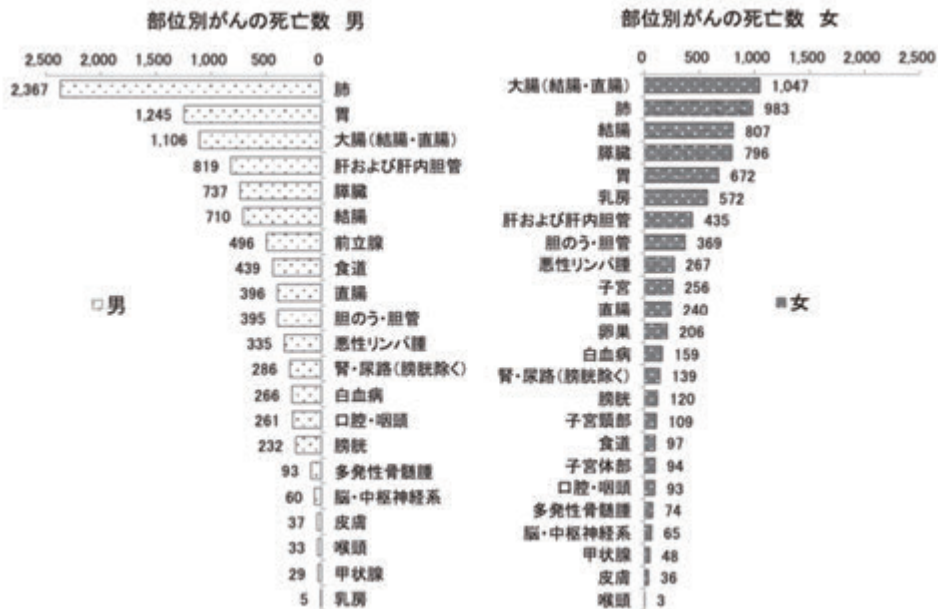 部位別がんの死亡数 男
2,500 2,000 1,500 1,000 500 0
2,367 肺
1,245 胃
1,106 大腸(結腸・直腸)
819 肝および肝内胆管
737 膵臓
710 結腸
496 前立腺
439 食道
396 直腸
395 胆のう・胆管
335 悪性リンパ腫
286 腎・尿路(膀胱除く)
266 白血病
261 口腔・咽頭
232 膀胱
93 多発性骨髄腫
60 脳・中枢神経系
37 皮膚
33 喉頭
29 甲状腺
5 乳房
男
部位別がんの死亡数 女
0 500 1,000 1,500 2,000 2,500
大腸(結腸・直腸) 1,047
肺 983
結腸 807
膵臓 796
胃 672
乳房 572
肝および肝内胆管 435
胆のう・胆管 369
悪性リンパ腫 267
子宮 256
直腸 240
卵巣 206
白血病 159
腎・尿路(膀胱除く) 139
膀胱 120
子宮頸部 109
食道 97
子宮体部 94
口腔・咽頭 93
多発性骨髄腫 74
脳・中枢神経系 65
甲状腺 48
皮膚 36
喉頭 3
女